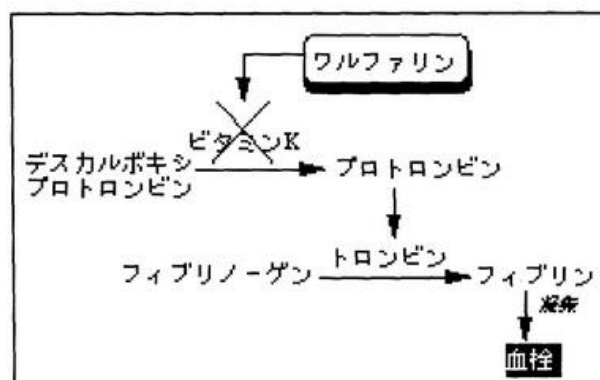 ワルファリン
ビタミンK
デスカルボキシ
プロトロンビン
プロトロンビン
トロンビン
フィブリノーゲン
フィブリン
凝集
血栓